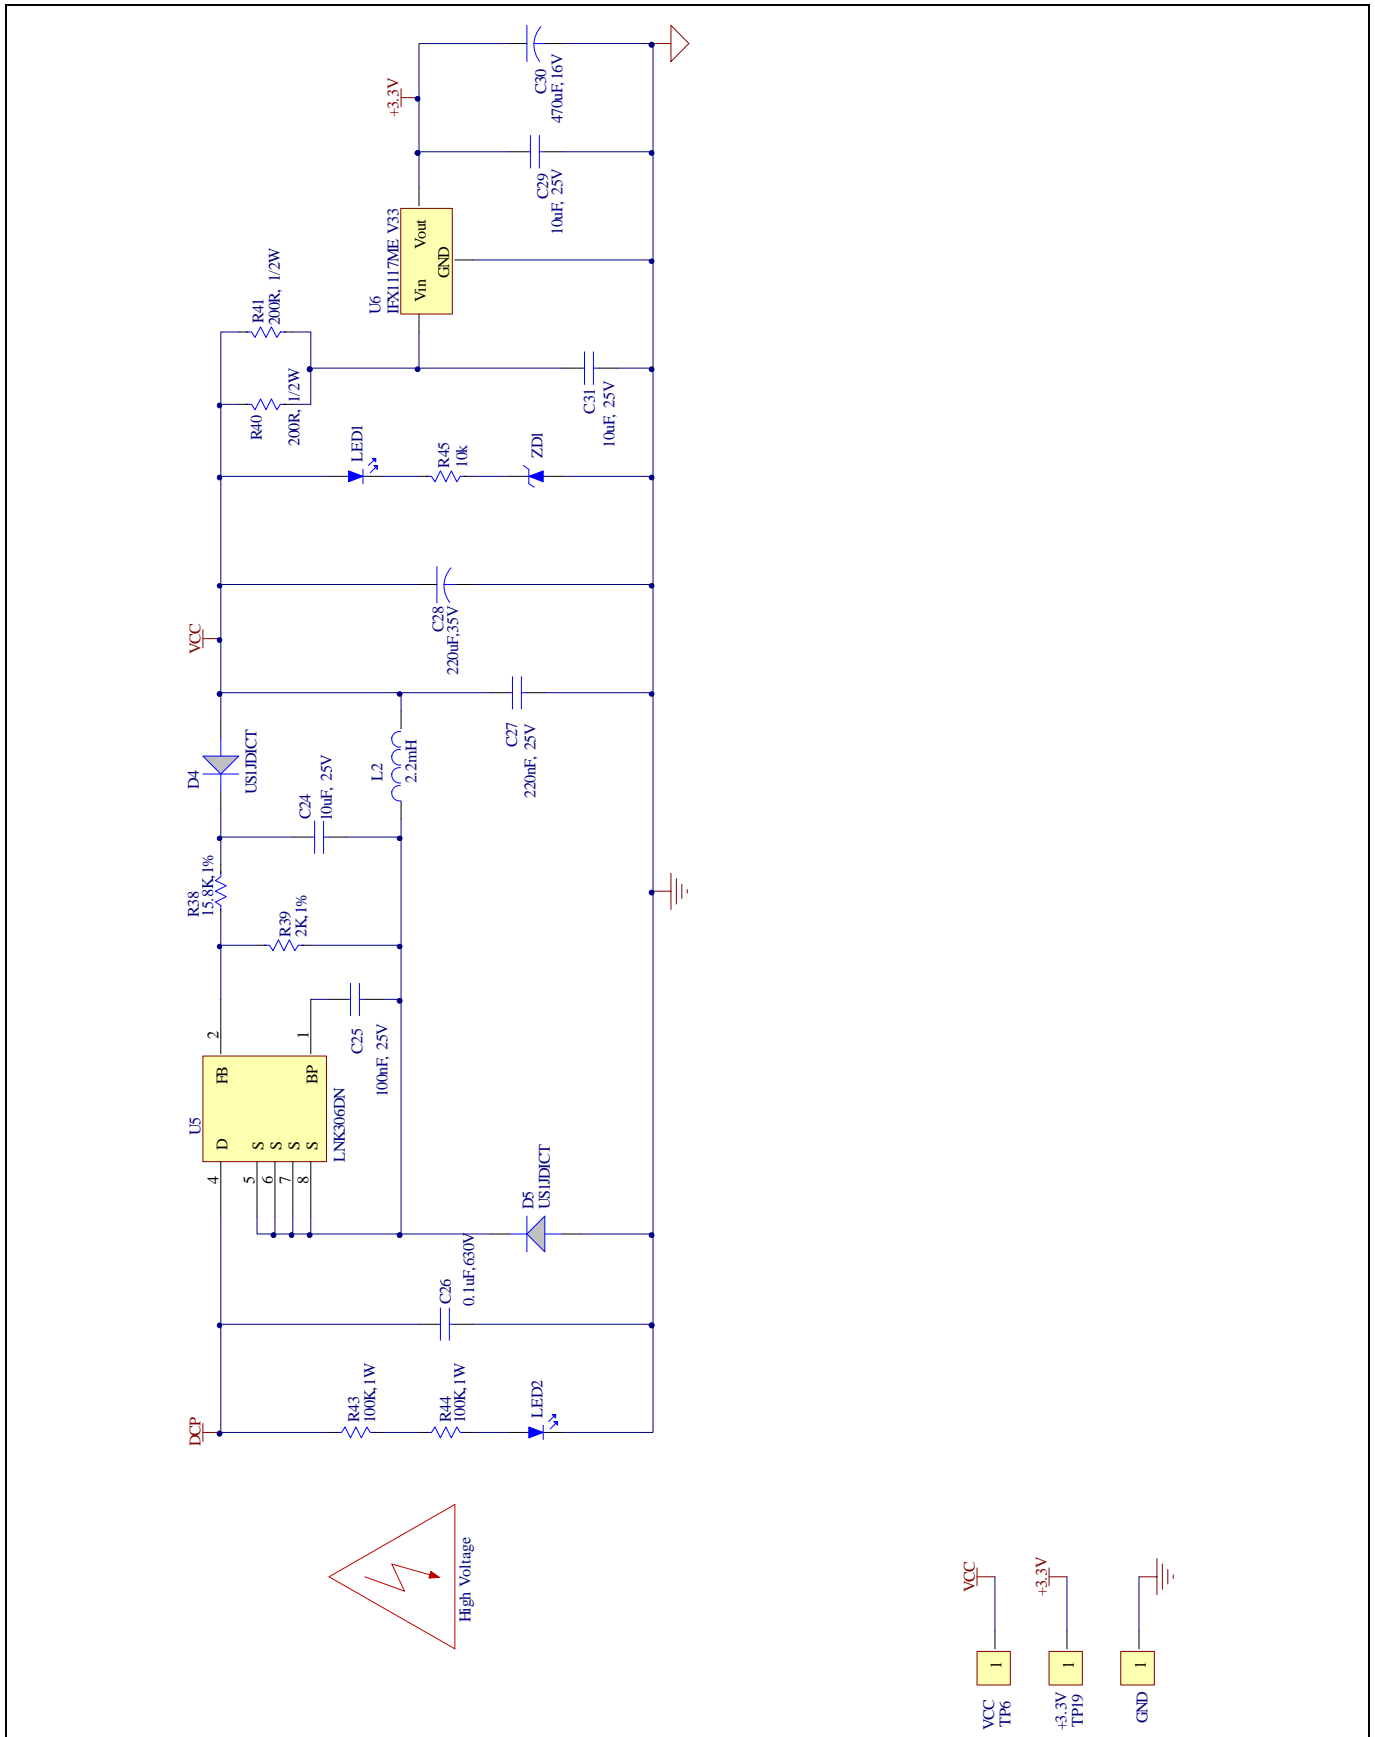 DCP
R43
100K,1W
R44
100K,1W
LED2
C26
0.1uF,630V
U5
D
FB
S
S
S
S
BP
4
5
6
7
8
2
1
LNK306DN
D5
US1JDICT
C25
100nF, 25V
R39
2K,1%
R38
15.8K,1%
C24
10uF, 25V
D4
US1JDICT
L2
2.2mH
C27
220nF, 25V
VCC
C28
220uF,35V
LED1
R45
10k
ZD1
R40
200R, 1/2W
R41
200R, 1/2W
C31
10uF, 25V
U6
IFX1117ME V33
Vin
Vout
GND
C29
10uF, 25V
+3.3V
C30
470uF,16V
High Voltage
VCC
TP6
1
VCC
+3.3V
TP19
1
+3.3V
GND
1